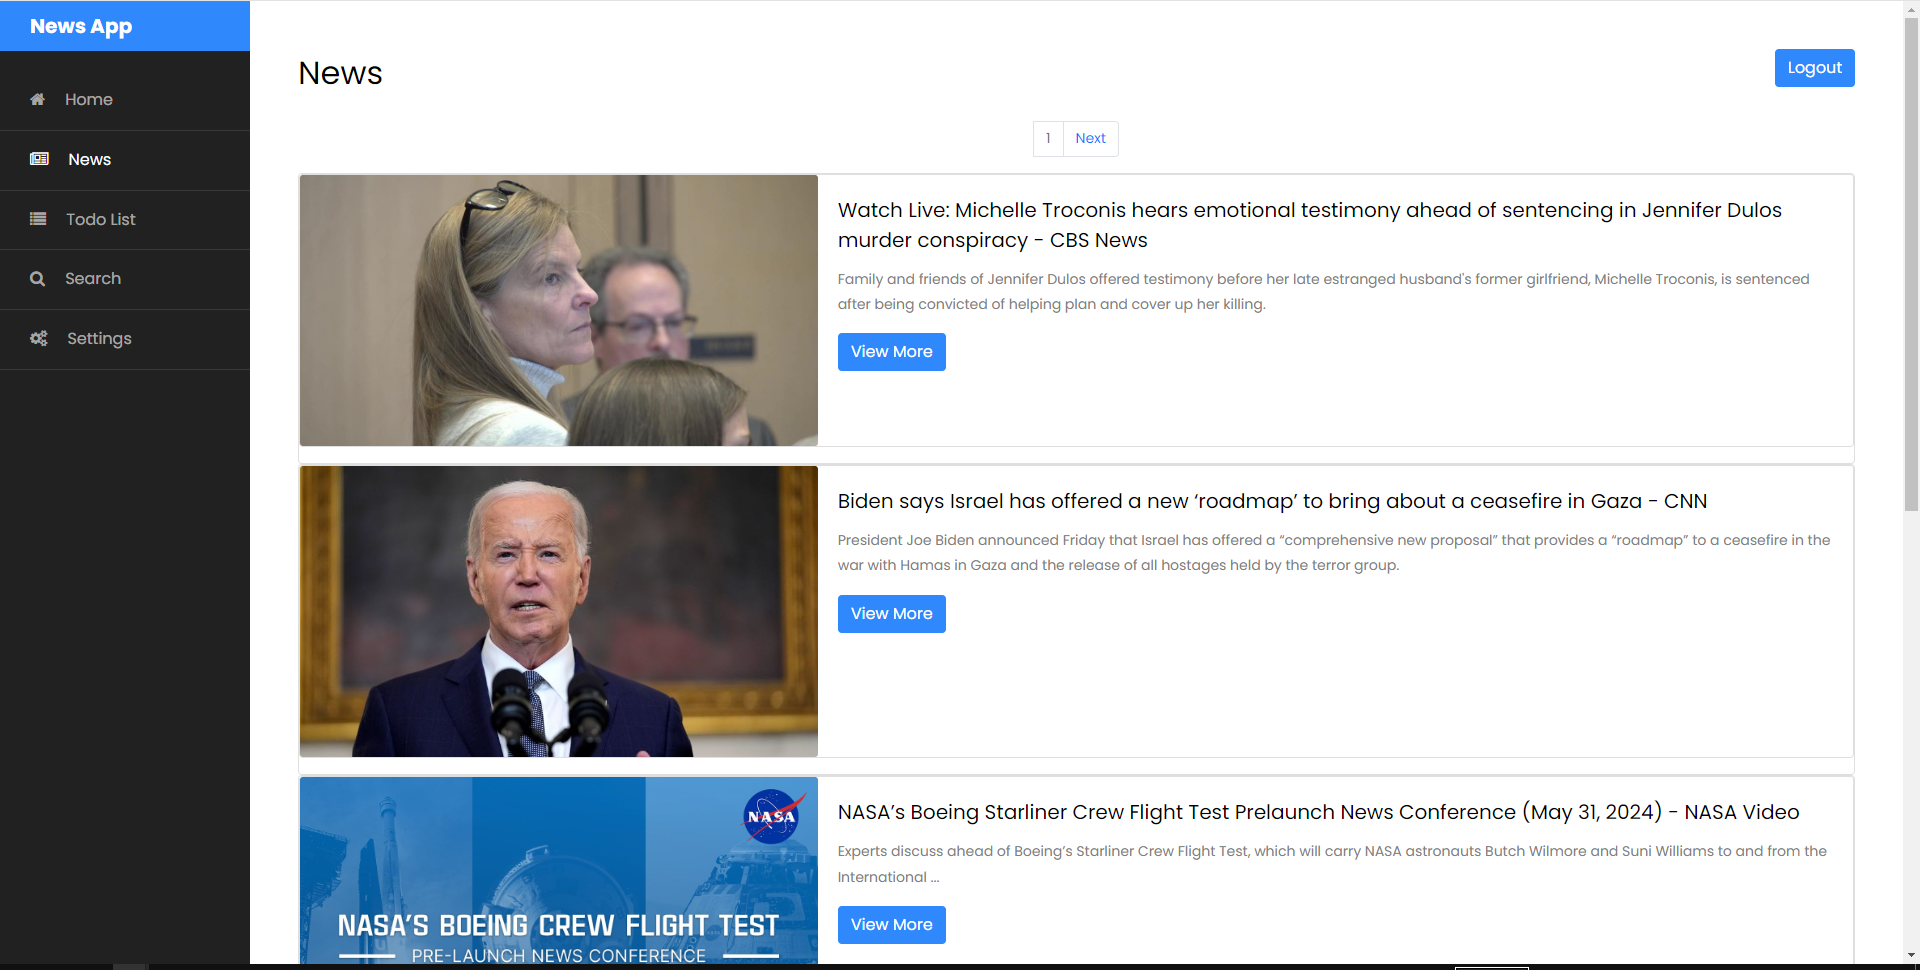 News App
Home
News
Todo List
Search
Settings
News
Logout
1
Next
Watch Live: Michelle Troconis hears emotional testimony ahead of sentencing in Jennifer Dulos
murder conspiracy - CBS News
Family and friends of Jennifer Dulos offered testimony before her late estranged husband's former girlfriend, Michelle Troconis, is sentenced
after being convicted of helping plan and cover up her killing.
View More
Biden says Israel has offered a new ‘roadmap’ to bring about a ceasefire in Gaza - CNN
President Joe Biden announced Friday that Israel has offered a “comprehensive new proposal” that provides a “roadmap” to a ceasefire in the
war with Hamas in Gaza and the release of all hostages held by the terror group.
View More
NASA
NASA'S BOEING CREW FLIGHT TEST
PRE-LAUNCH NEWS CONFERENCE
NASA’s Boeing Starliner Crew Flight Test Prelaunch News Conference (May 31, 2024) - NASA Video
Experts discuss ahead of Boeing’s Starliner Crew Flight Test, which will carry NASA astronauts Butch Wilmore and Suni Williams to and from the
International ...
View More